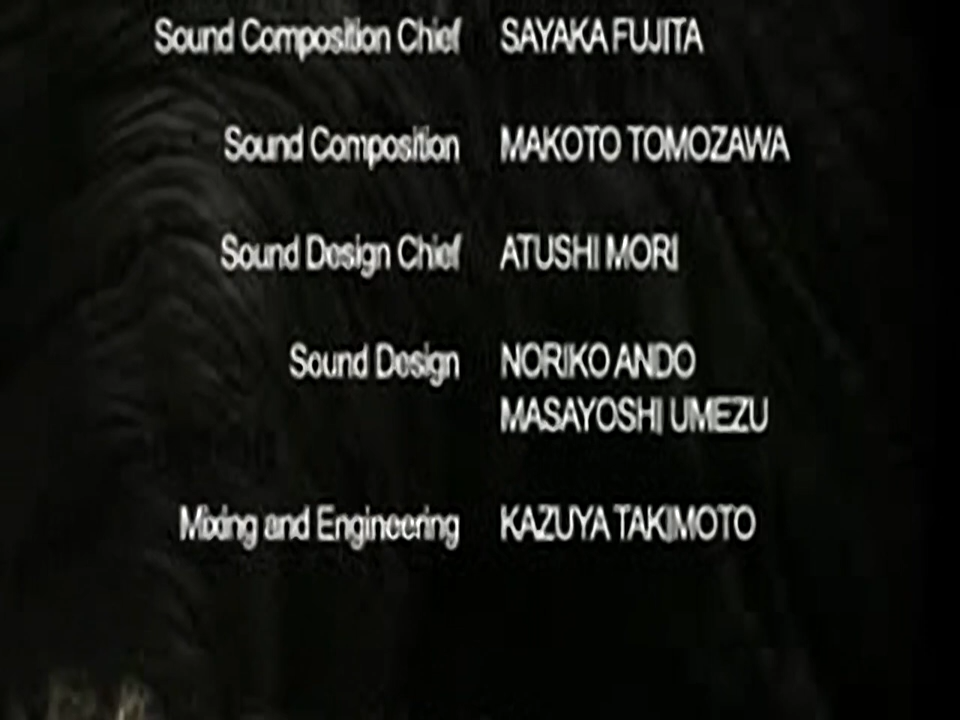 Sound Composition Chief SAYAKA FUJITA
Sound Composition MAKOTO TOMOZAWA
Sound Design Chief ATUSHI MORI
Sound Design NORIKO ANDO
MASAYOSHI UMEZU
Mixing and Engineering KAZUYA TAKIMOTO